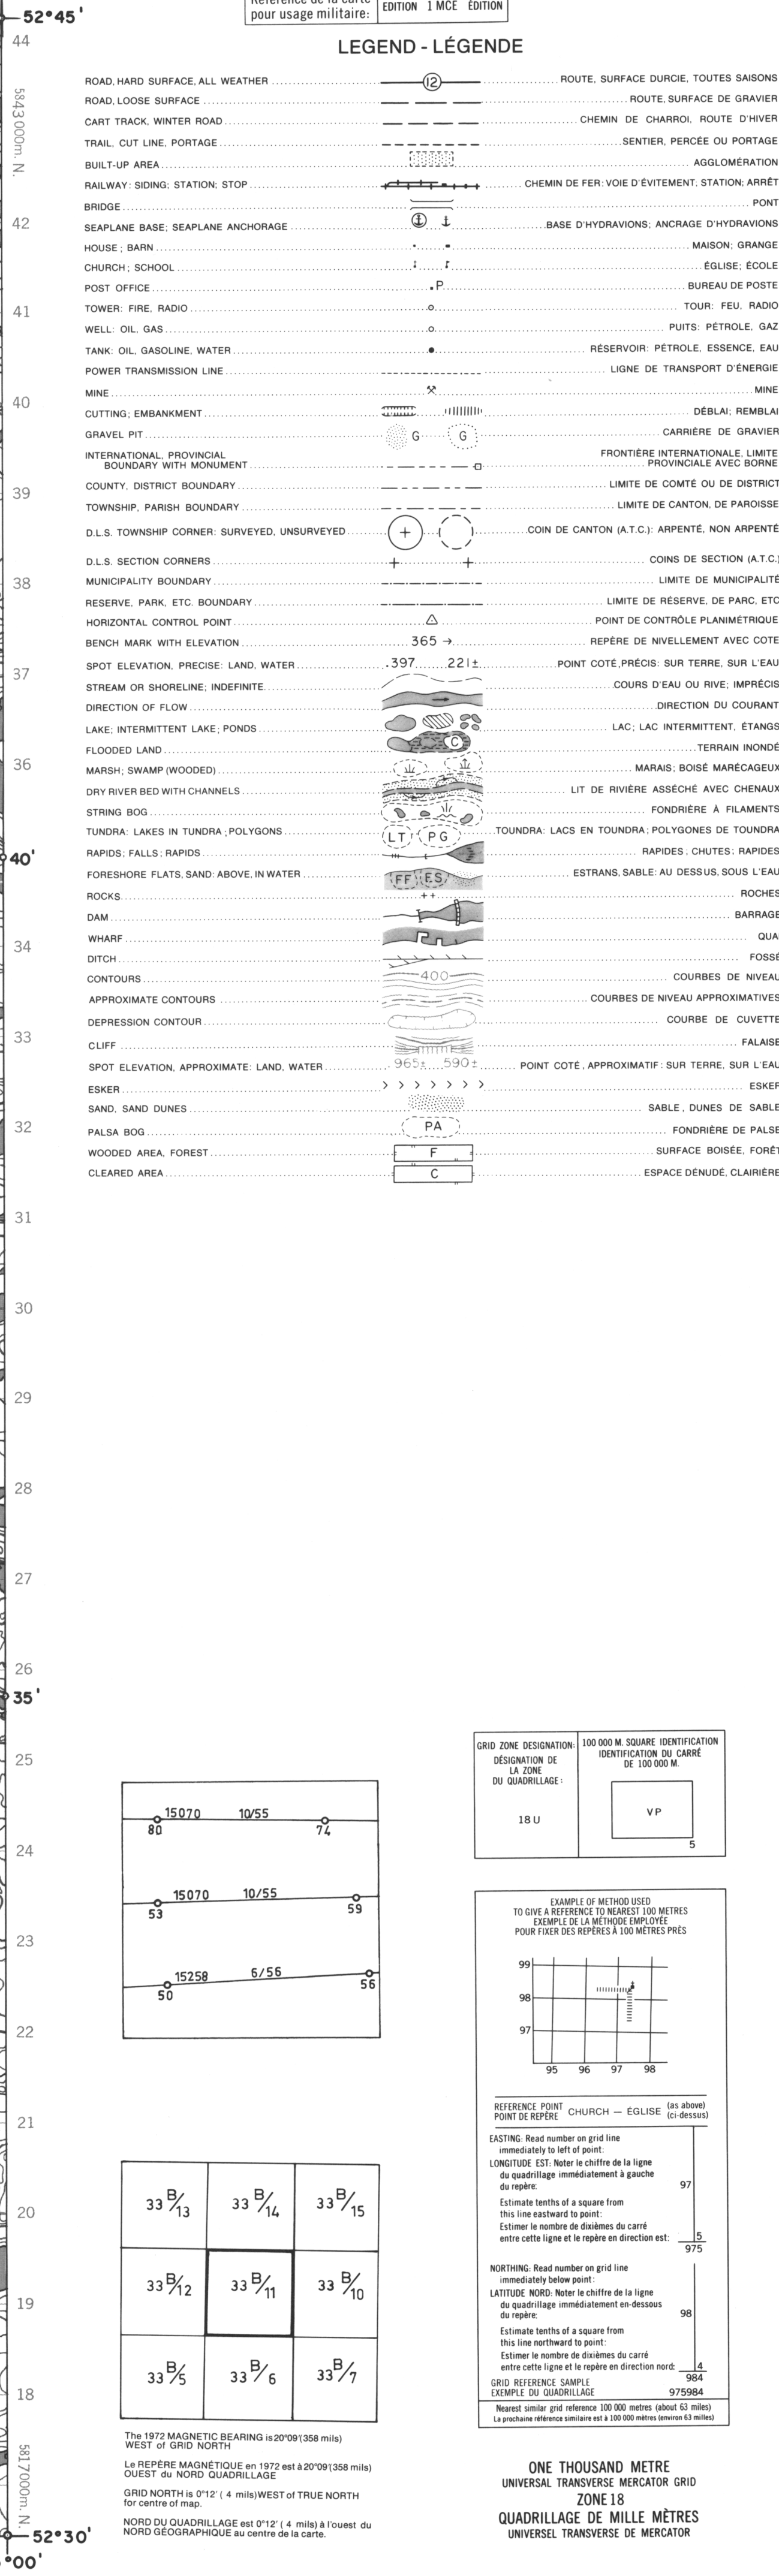 pour usage militaire:
EDITION 1 MCE ÉDITION
52°45'
LEGEND - LÉGENDE
ROAD, HARD SURFACE, ALL WEATHER 12 ROUTE, SURFACE DURCIE, TOUTES SAISONS
ROAD, LOOSE SURFACE ROUTE, SURFACE DE GRAVIER
CART TRACK, WINTER ROAD CHEMIN DE CHARROI, ROUTE D'HIVER
TRAIL, CUT LINE, PORTAGE SENTIER, PERCÉE OU PORTAGE
BUILT-UP AREA AGGLOMÉRATION
RAILWAY: SIDING; STATION; STOP CHEMIN DE FER: VOIE D'ÉVITEMENT; STATION; ARRÊT
BRIDGE PONT
SEAPLANE BASE; SEAPLANE ANCHORAGE BASE D'HYDRAVIONS; ANCRAGE D'HYDRAVIONS
HOUSE; BARN MAISON; GRANGE
CHURCH; SCHOOL ÉGLISE; ÉCOLE
POST OFFICE P BUREAU DE POSTE
TOWER: FIRE, RADIO TOUR: FEU, RADIO
WELL: OIL, GAS PUITS: PÉTROLE, GAZ
TANK: OIL, GASOLINE, WATER RÉSERVOIR: PÉTROLE, ESSENCE, EAU
POWER TRANSMISSION LINE LIGNE DE TRANSPORT D'ÉNERGIE
MINE MINE
CUTTING; EMBANKMENT DÉBLAI; REMBLAI
GRAVEL PIT G G CARRIÈRE DE GRAVIER
INTERNATIONAL, PROVINCIAL FRONTIÈRE INTERNATIONALE, LIMITE
BOUNDARY WITH MONUMENT PROVINCIALE AVEC BORNE
COUNTY, DISTRICT BOUNDARY LIMITE DE COMTÉ OU DE DISTRICT
TOWNSHIP, PARISH BOUNDARY LIMITE DE CANTON, DE PAROISSE
D.L.S. TOWNSHIP CORNER: SURVEYED, UNSURVEYED COIN DE CANTON (A.T.C.): ARPENTÉ, NON ARPENTÉ
D.L.S. SECTION CORNERS COINS DE SECTION (A.T.C.)
MUNICIPALITY BOUNDARY LIMITE DE MUNICIPALITÉ
RESERVE, PARK, ETC. BOUNDARY LIMITE DE RÉSERVE, DE PARC, ETC
HORIZONTAL CONTROL POINT POINT DE CONTRÔLE PLANIMÉTRIQUE
BENCH MARK WITH ELEVATION 365 → REPÈRE DE NIVELLEMENT AVEC COTE
SPOT ELEVATION, PRECISE: LAND, WATER .397 221± POINT COTÉ, PRÉCIS: SUR TERRE, SUR L'EAU
STREAM OR SHORELINE; INDEFINITE COURS D'EAU OU RIVE; IMPRÉCIS
DIRECTION OF FLOW DIRECTION DU COURANT
LAKE; INTERMITTENT LAKE; PONDS LAC; LAC INTERMITTENT, ÉTANGS
FLOODED LAND C TERRAIN INONDÉ
MARSH; SWAMP (WOODED) MARAIS; BOISÉ MARÉCAGEUX
DRY RIVER BED WITH CHANNELS LIT DE RIVIÈRE ASSÉCHÉ AVEC CHENAUX
STRING BOG FONDRIÈRE À FILAMENTS
TUNDRA: LAKES IN TUNDRA; POLYGONS LT PG TOUNDRA: LACS EN TOUNDRA; POLYGONES DE TOUNDRA
RAPIDS; FALLS; RAPIDS RAPIDES; CHUTES; RAPIDES
FORESHORE FLATS, SAND: ABOVE, IN WATER FF ES ESTRANS, SABLE: AU DESSUS, SOUS L'EAU
ROCKS ROCHES
DAM BARRAGE
WHARF QUA
DITCH FOSSÉ
CONTOURS 400 COURBES DE NIVEAU
APPROXIMATE CONTOURS COURBES DE NIVEAU APPROXIMATIVES
DEPRESSION CONTOUR COURBE DE CUVETTE
CLIFF FALAISE
SPOT ELEVATION, APPROXIMATE: LAND, WATER .965± 590± POINT COTÉ, APPROXIMATIF: SUR TERRE, SUR L'EAU
ESKER ESKER
SAND, SAND DUNES SABLE, DUNES DE SABLE
PALSA BOG PA FONDRIÈRE DE PALSE
WOODED AREA, FOREST F SURFACE BOISÉE, FORÊT
CLEARED AREA C ESPACE DÉNUDÉ, CLAIRIÈRE
44
5843000m. N.
42
41
40
39
38
37
36
40'
34
33
32
31
30
29
28
27
26
35'
25
24
23
22
21
20
19
18
5817000m. N.
52°30'
°00'
15070 10/55
80 74
15070 10/55
53 59
15258 6/56
50 56
GRID ZONE DESIGNATION:
DÉSIGNATION DE
LA ZONE
DU QUADRILLAGE:
18 U
100 000 M. SQUARE IDENTIFICATION
IDENTIFICATION DU CARRÉ
DE 100 000 M.
VP
5
EXAMPLE OF METHOD USED
TO GIVE A REFERENCE TO NEAREST 100 METRES
EXEMPLE DE LA MÉTHODE EMPLOYÉE
POUR FIXER DES REPÈRES À 100 MÈTRES PRÈS
99
98
97
95 96 97 98
REFERENCE POINT CHURCH — ÉGLISE (as above)
POINT DE REPÈRE (ci-dessus)
EASTING: Read number on grid line
immediately to left of point:
LONGITUDE EST: Noter le chiffre de la ligne
du quadrillage immédiatement à gauche
du repère: 97
Estimate tenths of a square from
this line eastward to point:
Estimer le nombre de dixièmes du carré
entre cette ligne et le repère en direction est: 5
975
NORTHING: Read number on grid line
immediately below point:
LATITUDE NORD: Noter le chiffre de la ligne
du quadrillage immédiatement en-dessous
du repère: 98
Estimate tenths of a square from
this line northward to point:
Estimer le nombre de dixièmes du carré
entre cette ligne et le repère en direction nord: 4
984
GRID REFERENCE SAMPLE
EXEMPLE DU QUADRILLAGE 975984
Nearest similar grid reference 100 000 metres (about 63 miles)
La prochaine référence similaire est à 100 000 mètres (environ 63 milles)
33 B/13 33 B/14 33 B/15
33 B/12 33 B/11 33 B/10
33 B/5 33 B/6 33 B/7
The 1972 MAGNETIC BEARING is 20°09' (358 mils)
WEST of GRID NORTH
Le REPÈRE MAGNÉTIQUE en 1972 est à 20°09' (358 mils)
OUEST du NORD QUADRILLAGE
GRID NORTH is 0°12' ( 4 mils) WEST of TRUE NORTH
for centre of map.
NORD DU QUADRILLAGE est 0°12' ( 4 mils) à l'ouest du
NORD GÉOGRAPHIQUE au centre de la carte.
ONE THOUSAND METRE
UNIVERSAL TRANSVERSE MERCATOR GRID
ZONE 18
QUADRILLAGE DE MILLE MÈTRES
UNIVERSEL TRANSVERSE DE MERCATOR